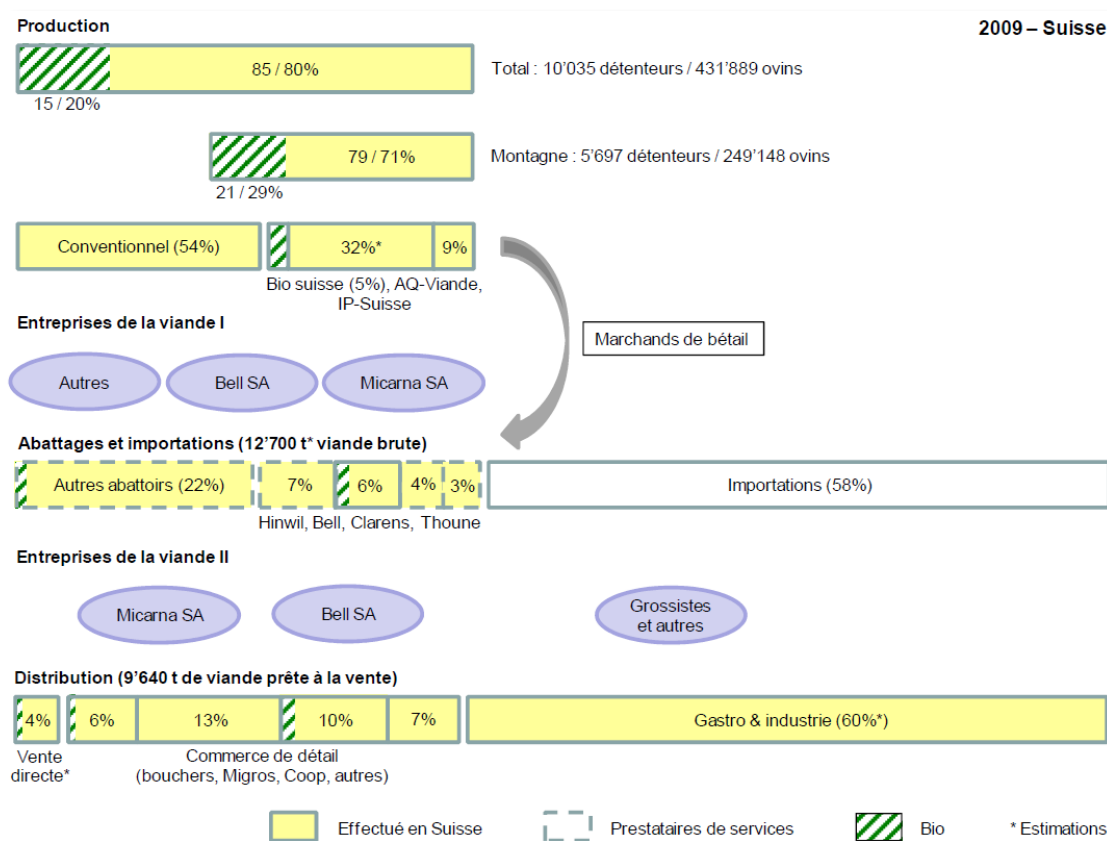 Production
2009 – Suisse
85 / 80%
Total : 10'035 détenteurs / 431'889 ovins
15 / 20%
79 / 71%
Montagne : 5'697 détenteurs / 249'148 ovins
21 / 29%
Conventionnel (54%)
32%*
9%
Bio suisse (5%), AQ-Viande,
IP-Suisse
Entreprises de la viande I
Marchands de bétail
Autres
Bell SA
Micarna SA
Abattages et importations (12'700 t* viande brute)
Autres abattoirs (22%)
7%
6%
4%
3%
Importations (58%)
Hinwil, Bell, Clarens, Thoune
Entreprises de la viande II
Micarna SA
Bell SA
Grossistes
et autres
Distribution (9'640 t de viande prête à la vente)
4%
6%
13%
10%
7%
Gastro & industrie (60%*)
Vente
directe*
Commerce de détail
(bouchers, Migros, Coop, autres)
Effectué en Suisse
Prestataires de services
Bio
* Estimations